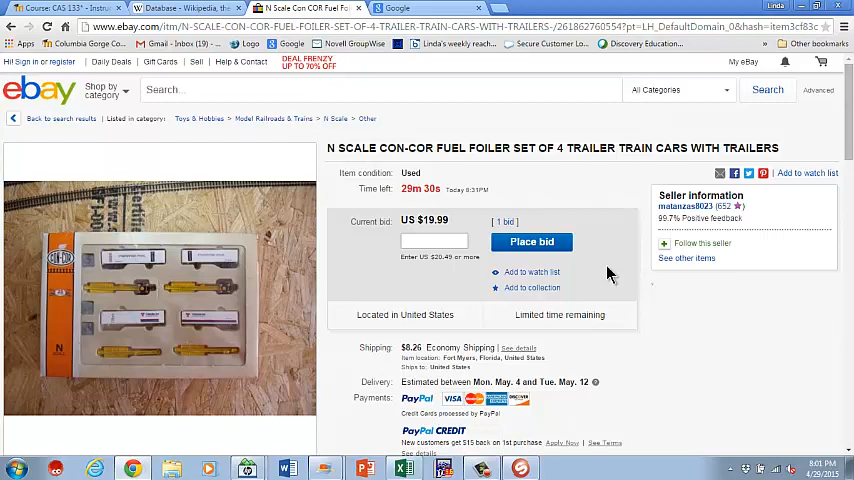 Course: CAS 133* - Instru
Database - Wikipedia, the
N Scale Con COR Fuel Foi
Google
Linda
www.ebay.com/itm/N-SCALE-CON-COR-FUEL-FOILER-SET-OF-4-TRAILER-TRAIN-CARS-WITH-TRAILERS-/261862760554?pt=LH_DefaultDomain_0&hash=item3cf83c
Apps Columbia Gorge Com Gmail - Inbox - Google Novell GroupWise Linda's weekly reach Secure Locker Lo Discovery Education Other bookmarks
Hi! Sign in or register Daily Deals Gift Cards Sell Help & Contact DEAL FRENZY UP TO 70% OFF My eBay
ebay Shop by category Search... All Categories Search Advanced
Back to search results Listed in category: Toys & Hobbies > Model Railroads & Trains > N Scale > Other
N SCALE CON-COR FUEL FOILER SET OF 4 TRAILER TRAIN CARS WITH TRAILERS
Item condition: Used
Time left: 29m 30s Today 8:31PM
Add to watch list
Seller information
matanzas8023 (652)
99.7% Positive feedback
Follow this seller
See other items
Current bid: US $19.99 [ 1 bid ]
Place bid
Enter US $20.49 or more
Add to watch list
Add to collection
Located in United States Limited time remaining
Shipping: $8.26 Economy Shipping | See details
Item location: Fort Myers, Florida, United States
Ships to: United States
Delivery: Estimated between Mon. May. 4 and Tue. May. 12
Payments: PayPal VISA MasterCard DISCOVER
Credit Cards processed by PayPal
PayPal CREDIT
New customers get $15 back on 1st purchase Apply Now | See Terms
See details
CON-COR
N
8:01 PM
4/29/2015